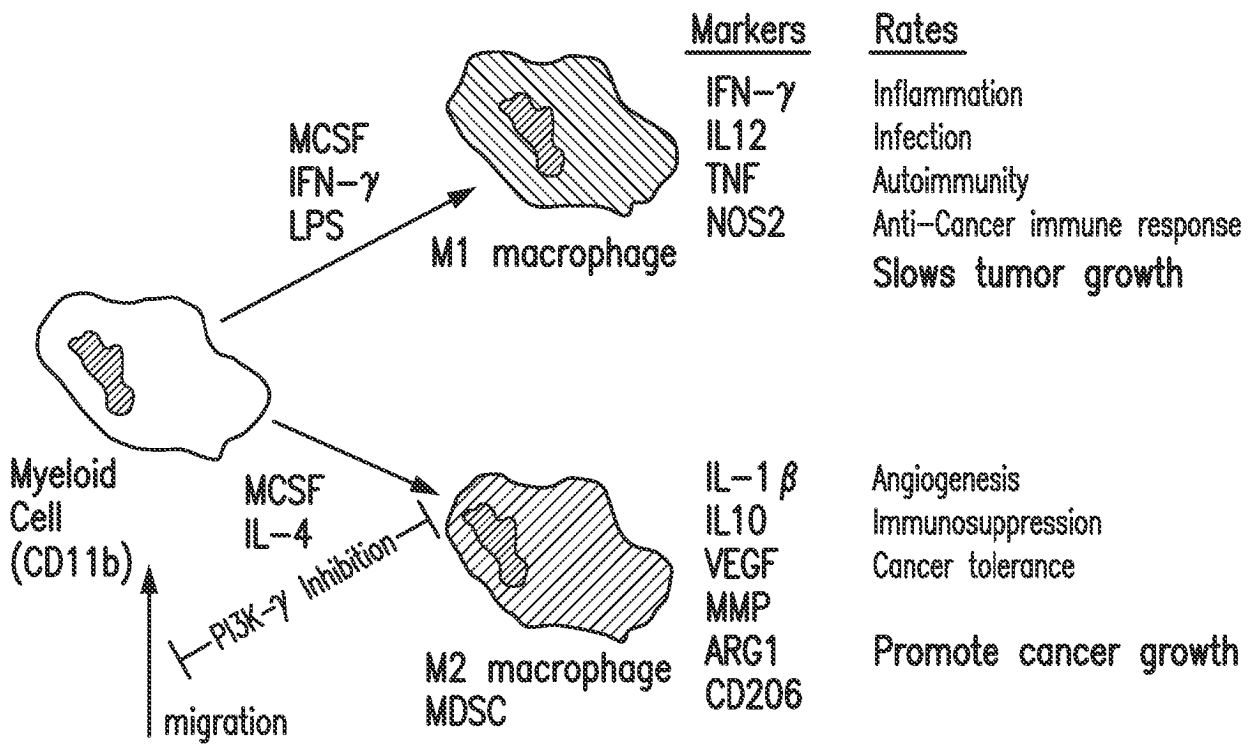 Markers Rates
IFN-γ Inflammation
IL12 Infection
TNF Autoimmunity
NOS2 Anti-Cancer immune response
Slows tumor growth
MCSF
IFN-γ
LPS
M1 macrophage
Myeloid
Cell
(CD11b)
MCSF
IL-4
PI3K-γ Inhibition
migration
M2 macrophage
MDSC
IL-1 β Angiogenesis
IL10 Immunosuppression
VEGF Cancer tolerance
MMP
ARG1 Promote cancer growth
CD206